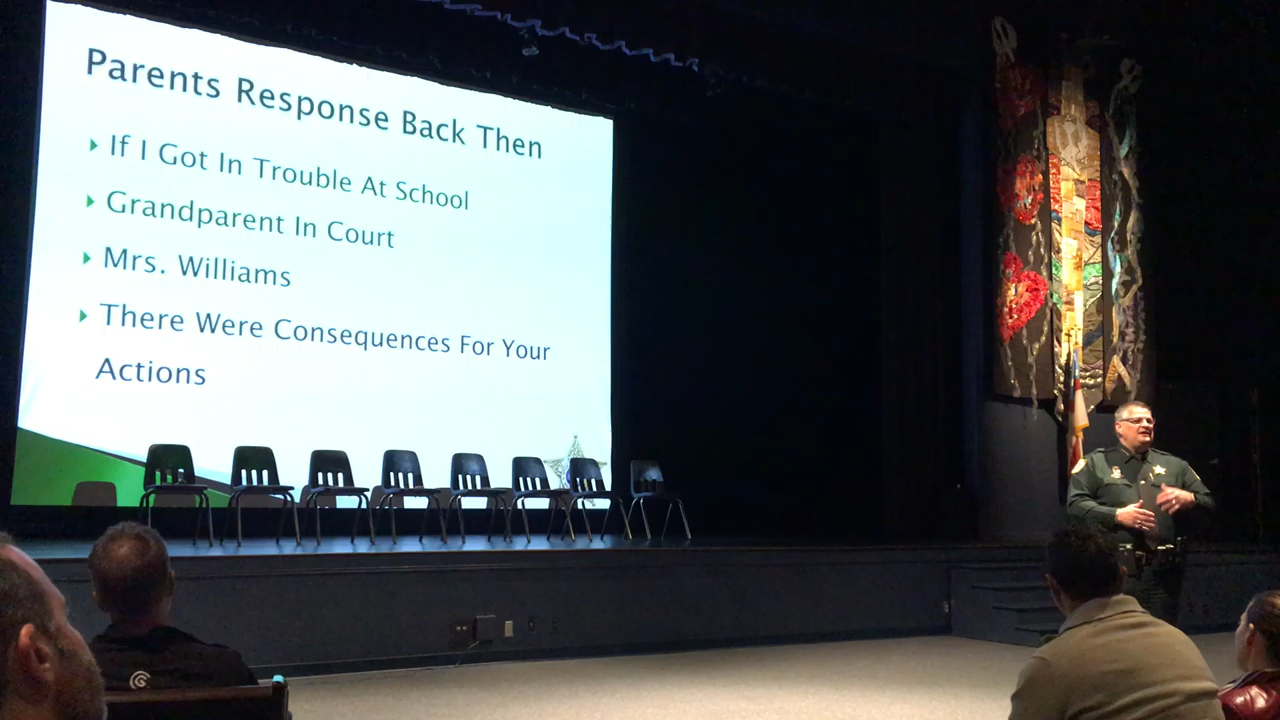 Parents Response Back Then
If I Got In Trouble At School
Grandparent In Court
Mrs. Williams
There Were Consequences For Your
Actions